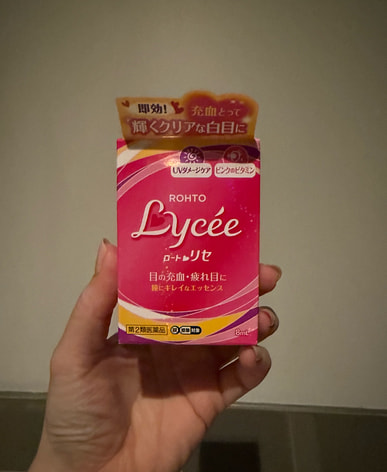 即効!
充血とって
輝くクリアな白目に
UVダメージケア
ピンクのビタミン
ROHTO
Lycée
ロートリセ
目の充血・疲れ目に
瞳にキレイなエッセンス
第2類医薬品
8mL